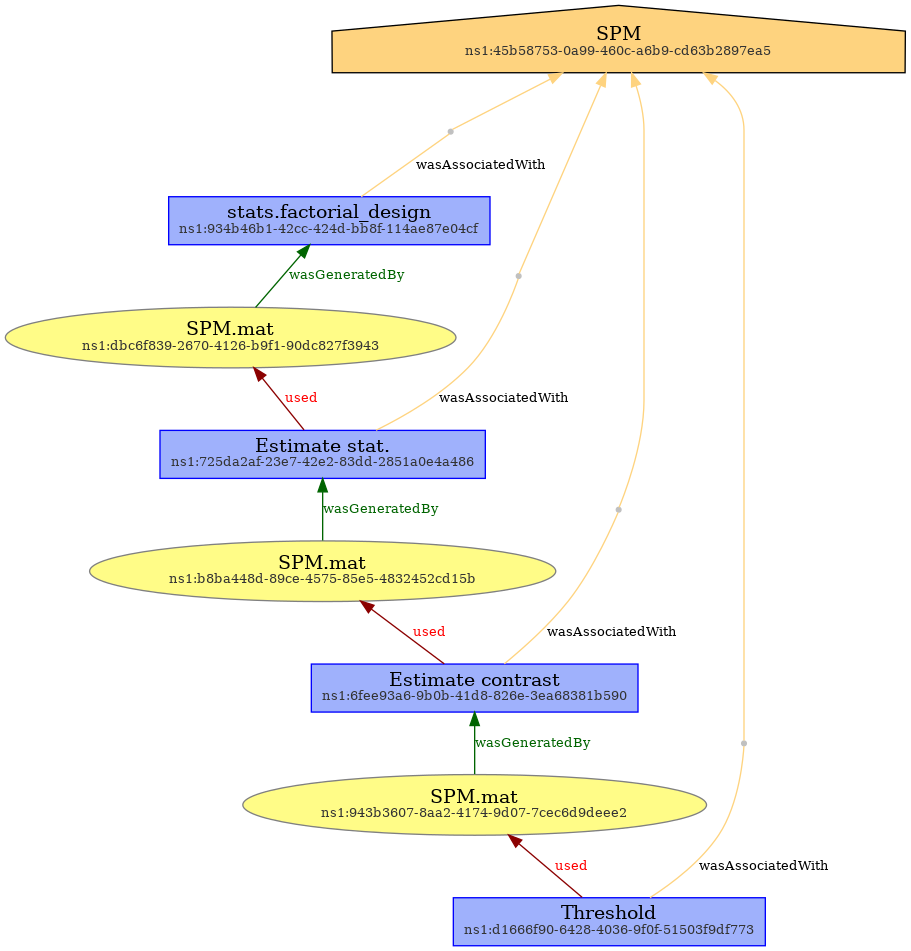 SPM
ns1:45b58753-0a99-460c-a6b9-cd63b2897ea5
wasAssociatedWith
stats.factorial_design
ns1:934b46b1-42cc-424d-bb8f-114ae87e04cf
wasGeneratedBy
SPM.mat
ns1:dbc6f839-2670-4126-b9f1-90dc827f3943
used
wasAssociatedWith
Estimate stat.
ns1:725da2af-23e7-42e2-83dd-2851a0e4a486
wasGeneratedBy
SPM.mat
ns1:b8ba448d-89ce-4575-85e5-4832452cd15b
used
wasAssociatedWith
Estimate contrast
ns1:6fee93a6-9b0b-41d8-826e-3ea68381b590
wasGeneratedBy
SPM.mat
ns1:943b3607-8aa2-4174-9d07-7cec6d9deee2
used
wasAssociatedWith
Threshold
ns1:d1666f90-6428-4036-9f0f-51503f9df773